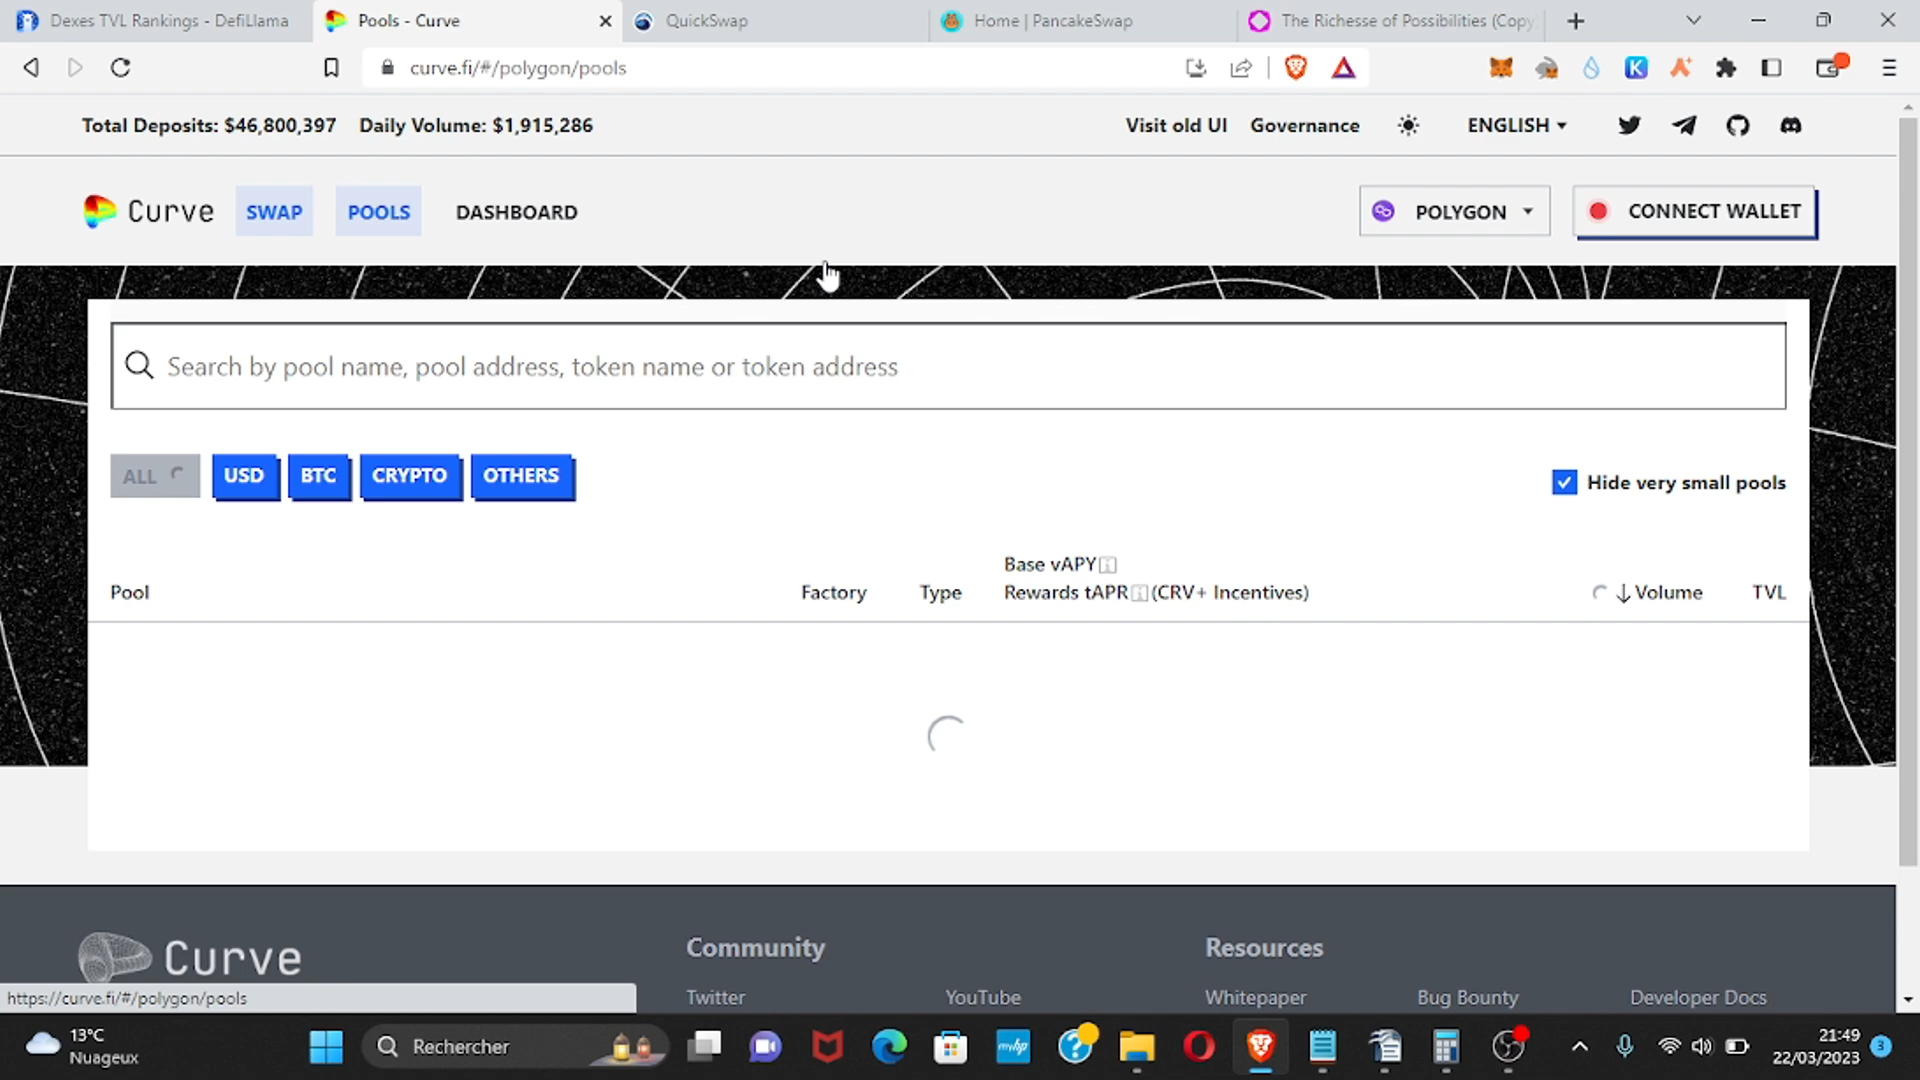 Dexes TVL Rankings - DefiLlama
Pools - Curve
QuickSwap
Home | PancakeSwap
The Richesse of Possibilities (Copy
curve.fi/#/polygon/pools
Total Deposits: $46,800,397 Daily Volume: $1,915,286
Visit old UI Governance ENGLISH
Curve SWAP POOLS DASHBOARD
POLYGON CONNECT WALLET
Search by pool name, pool address, token name or token address
ALL USD BTC CRYPTO OTHERS
Hide very small pools
Base vAPY
Pool Factory Type Rewards tAPR (CRV+ Incentives) Volume TVL
Curve
Community
Resources
Twitter YouTube Whitepaper Bug Bounty Developer Docs
https://curve.fi/#/polygon/pools
13°C
Nuageux
Rechercher
myhp
21:49
22/03/2023
3